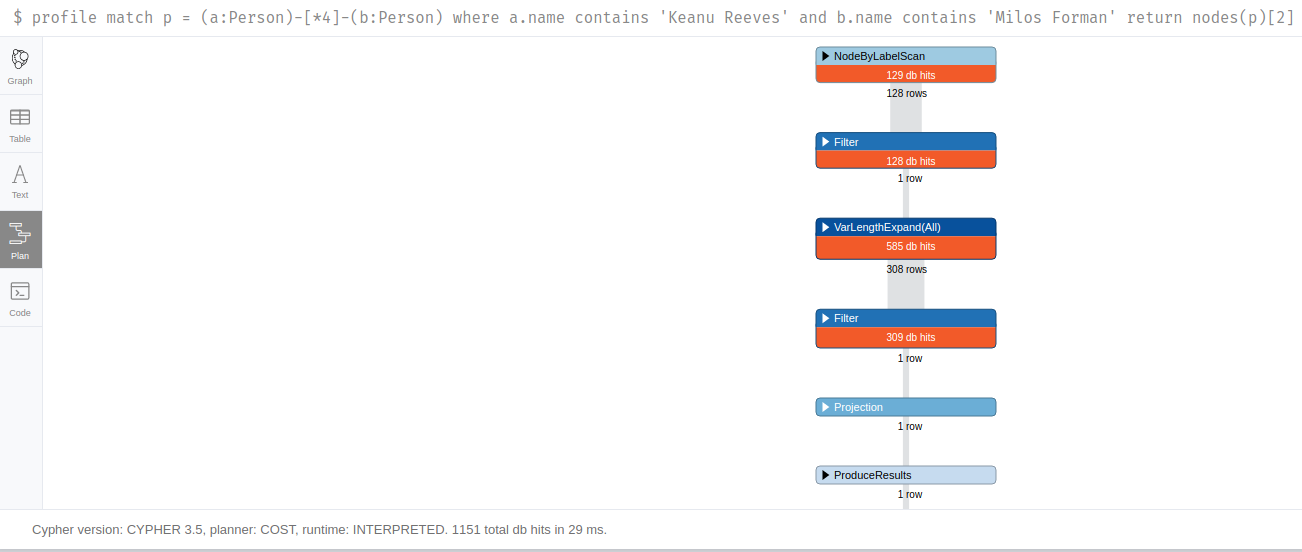 $ profile match p = (a:Person)-[*4]-(b:Person) where a.name contains 'Keanu Reeves' and b.name contains 'Milos Forman' return nodes(p)[2]
Graph
Table
Text
Plan
Code
NodeByLabelScan
129 db hits
128 rows
Filter
128 db hits
1 row
VarLengthExpand(All)
585 db hits
308 rows
Filter
309 db hits
1 row
Projection
1 row
ProduceResults
1 row
Cypher version: CYPHER 3.5, planner: COST, runtime: INTERPRETED. 1151 total db hits in 29 ms.